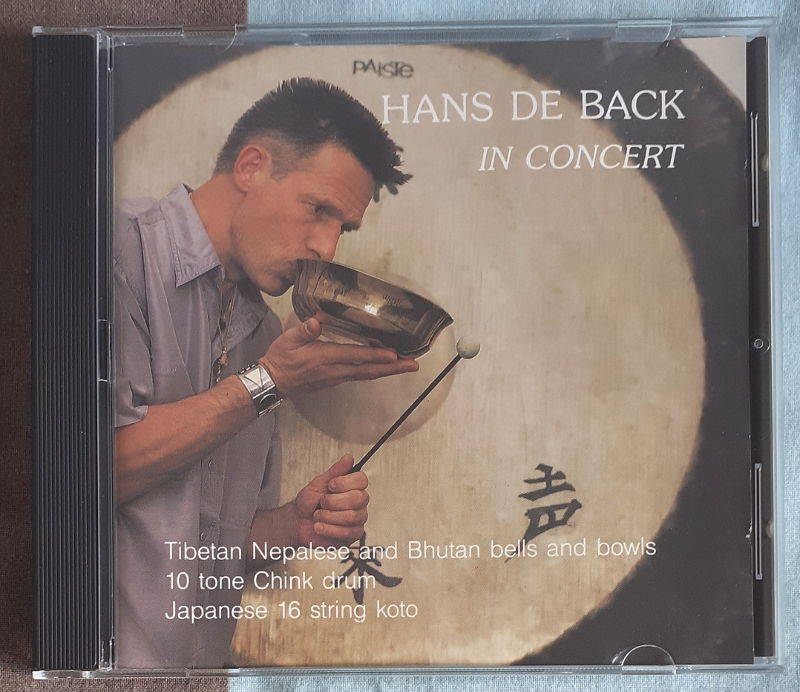 PAISTE
HANS DE BACK
IN CONCERT
Tibetan Nepalese and Bhutan bells and bowls
10 tone Chink drum
Japanese 16 string koto